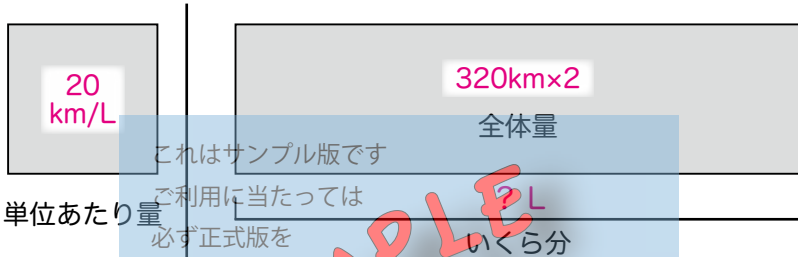 20
km/L
320km×2
全体量
これはサンプル版です
ご利用に当たっては
? L
単位あたり量
必ず正式版を
いくら分